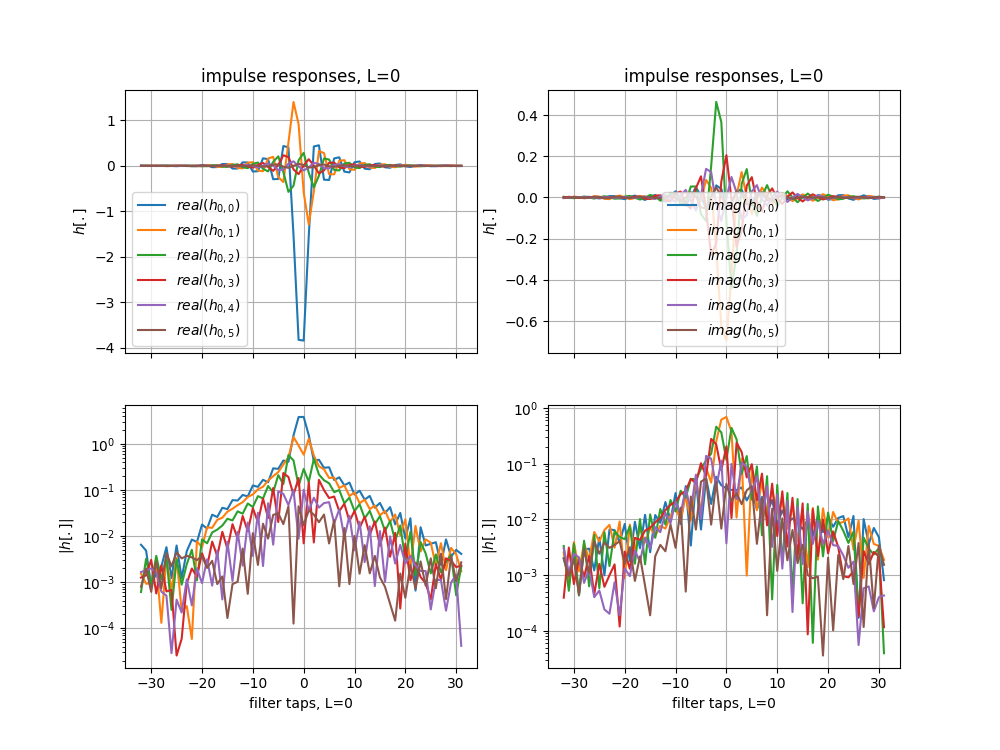 impulse responses, L=0
impulse responses, L=0
1
0
−1
−2
−3
−4
h[.]
real(h0,0)
real(h0,1)
real(h0,2)
real(h0,3)
real(h0,4)
real(h0,5)
0.4
0.2
0.0
−0.2
−0.4
−0.6
h[.]
imag(h0,0)
imag(h0,1)
imag(h0,2)
imag(h0,3)
imag(h0,4)
imag(h0,5)
10^0
10^−1
10^−2
10^−3
10^−4
|h[.]|
−30 −20 −10 0 10 20 30
filter taps, L=0
10^0
10^−1
10^−2
10^−3
10^−4
|h[.]|
−30 −20 −10 0 10 20 30
filter taps, L=0